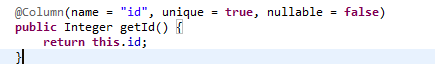 @Column(name = "id", unique = true, nullable = false)
public Integer getId() {
return this.id;
}